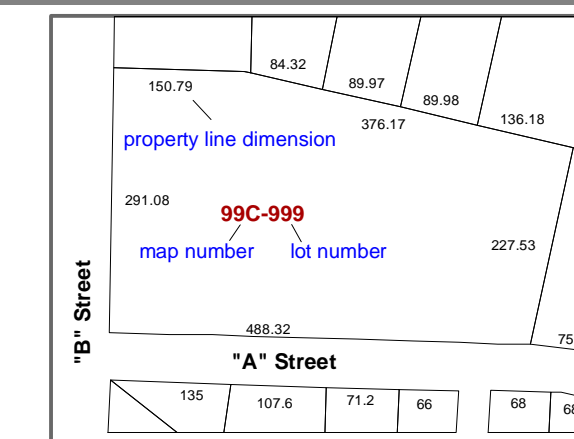 84.32
150.79
89.97
89.98
136.18
376.17
property line dimension
291.08
99C-999
map number
lot number
227.53
"B" Street
488.32
75
"A" Street
135
107.6
71.2
66
68
68